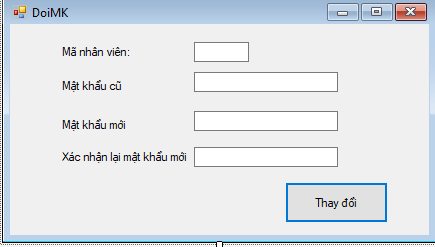 DoiMK
Mã nhân viên:
Mật khẩu cũ
Mật khẩu mới
Xác nhận lại mật khẩu mới
Thay đổi